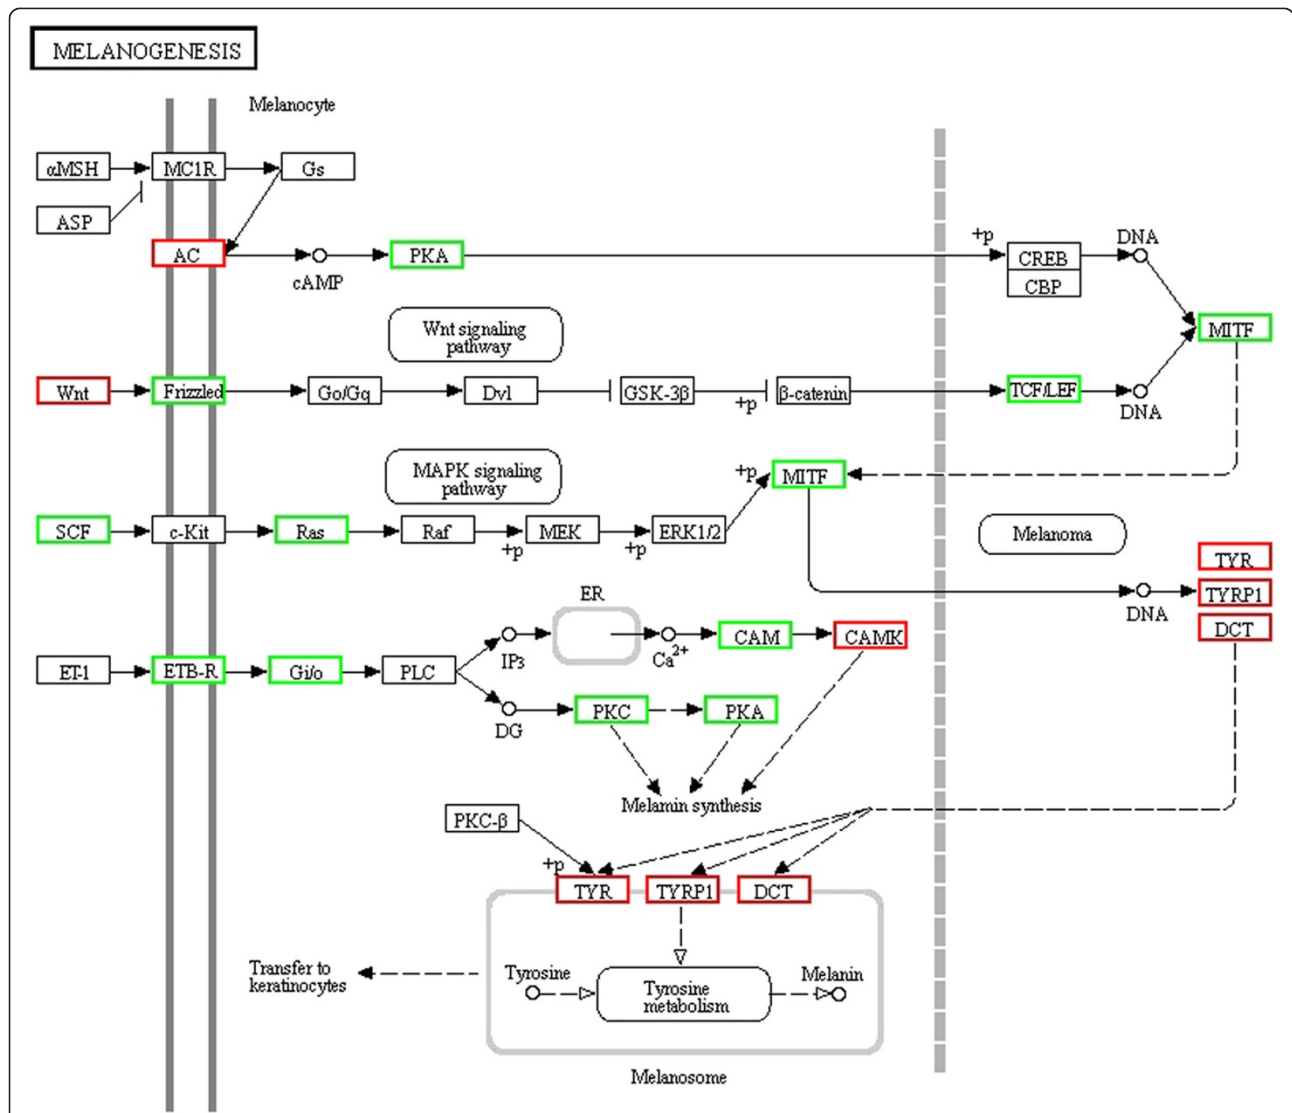 MELANOGENESIS
Melanocyte
αMSH
MC1R
Gs
ASP
AC
cAMP
PKA
+p
CREB
CBP
DNA
MITF
Wnt signaling
pathway
Wnt
Frizzled
Go/Gq
Dvl
GSK-3β
+p
β-catenin
TCF/LEF
DNA
MAPK signaling
pathway
+p
MITF
SCF
c-Kit
Ras
Raf
+p
MEK
+p
ERK1/2
Melanoma
TYR
TYRP1
DCT
DNA
ER
IP3
Ca2+
CAM
CAMK
ET-1
ETB-R
Gi/o
PLC
DG
PKC
PKA
Melamin synthesis
PKC-β
+p
TYR
TYRP1
DCT
Transfer to
keratinocytes
Tyrosine
Tyrosine
metabolism
Melanin
Melanosome